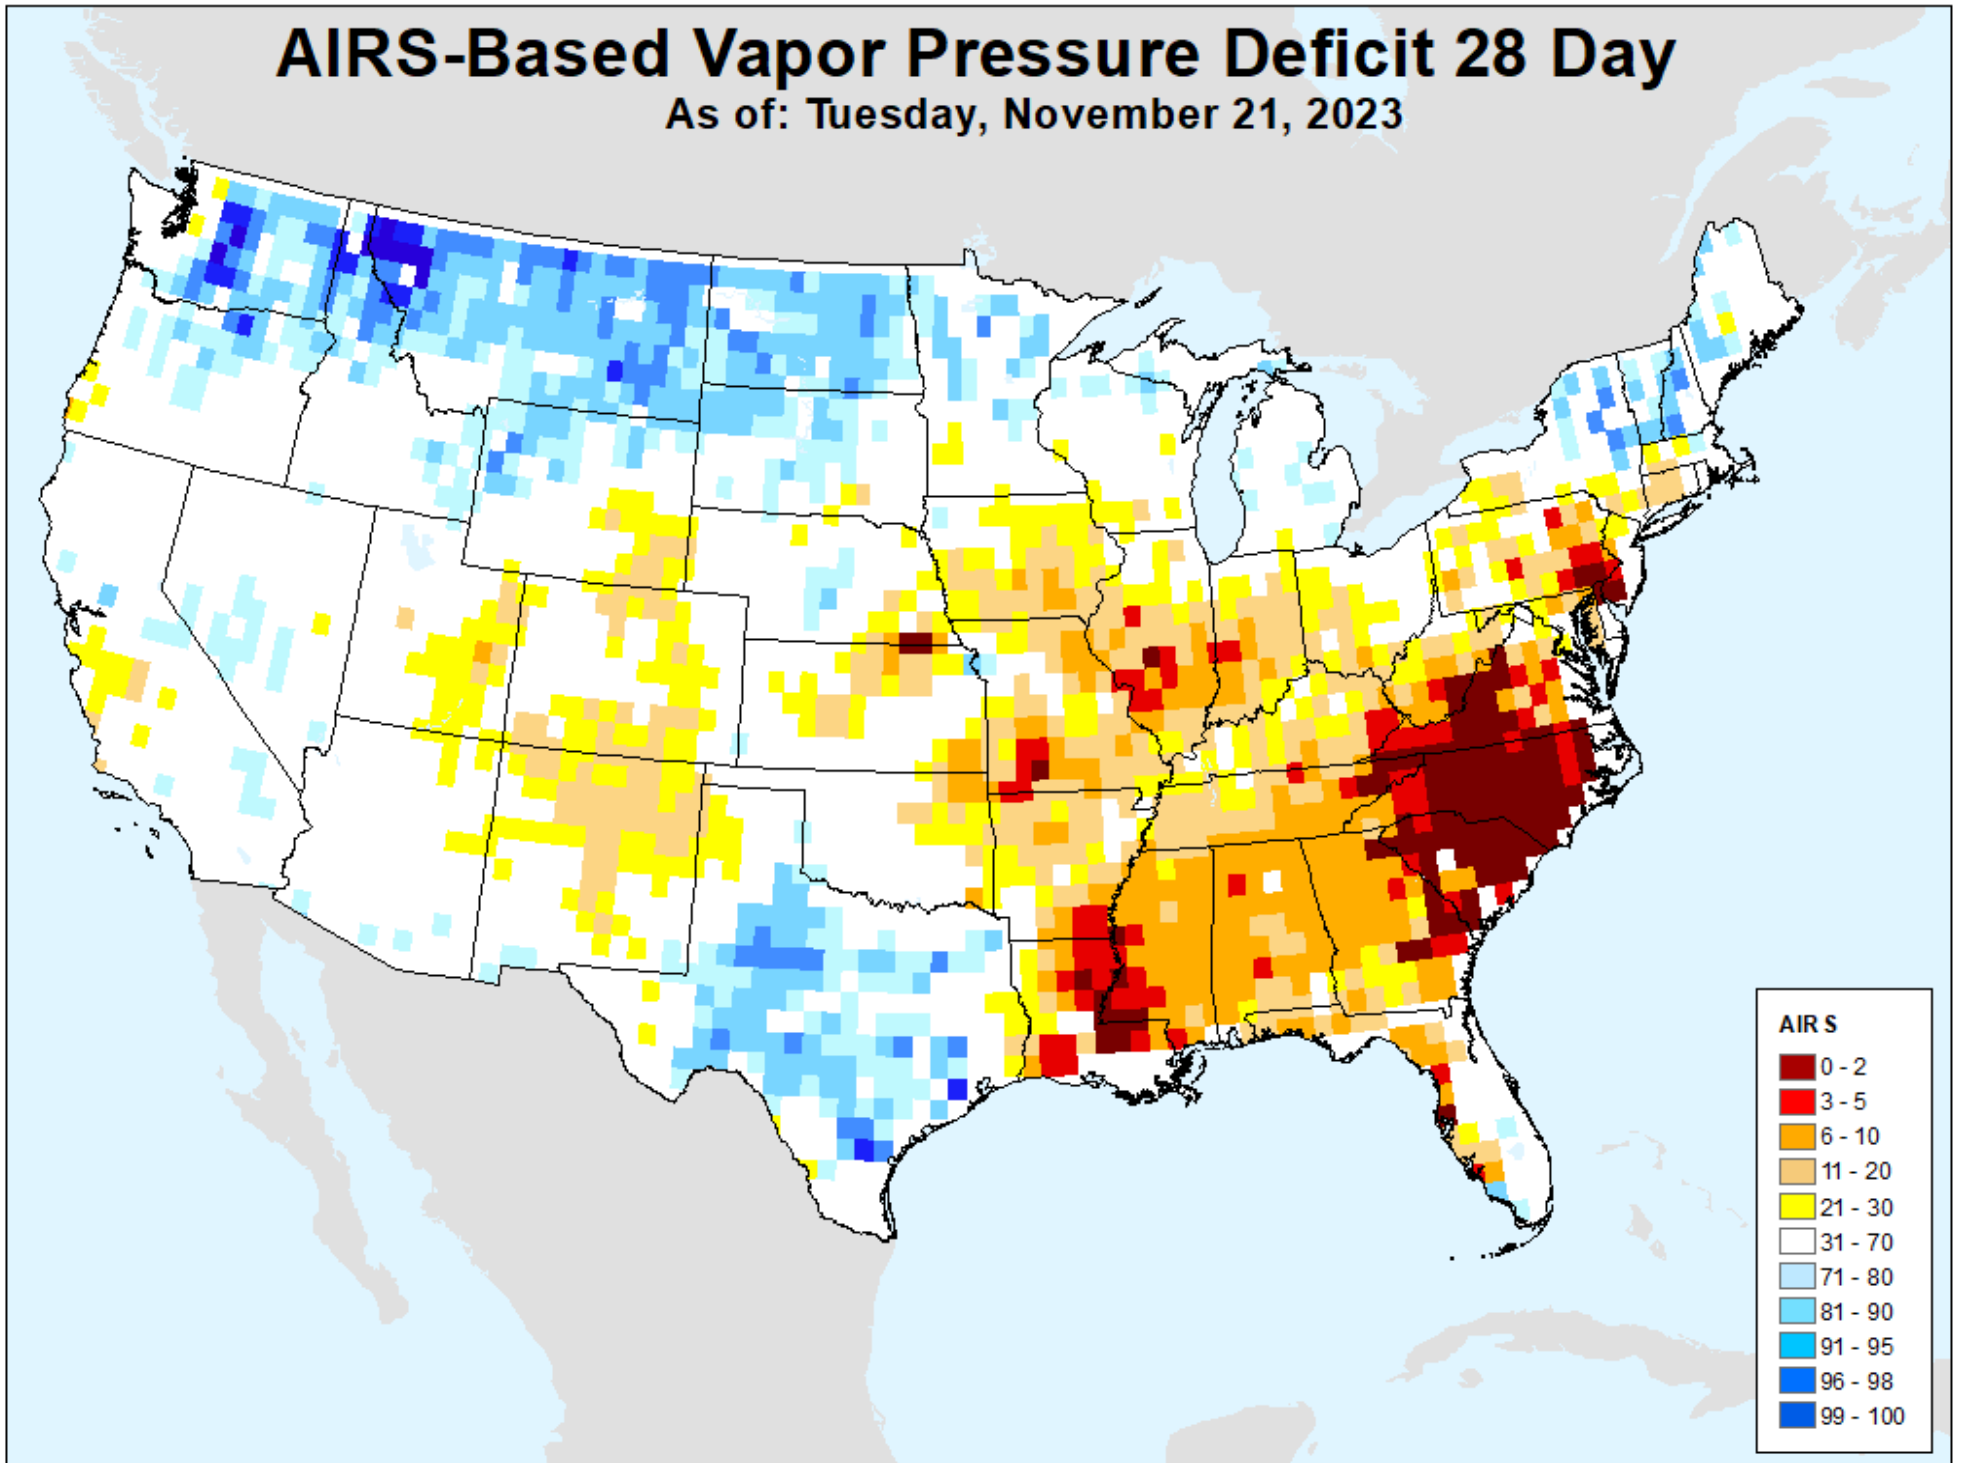 AIRS-Based Vapor Pressure Deficit 28 Day
As of: Tuesday, November 21, 2023
AIRS
0 - 2
3 - 5
6 - 10
11 - 20
21 - 30
31 - 70
71 - 80
81 - 90
91 - 95
96 - 98
99 - 100